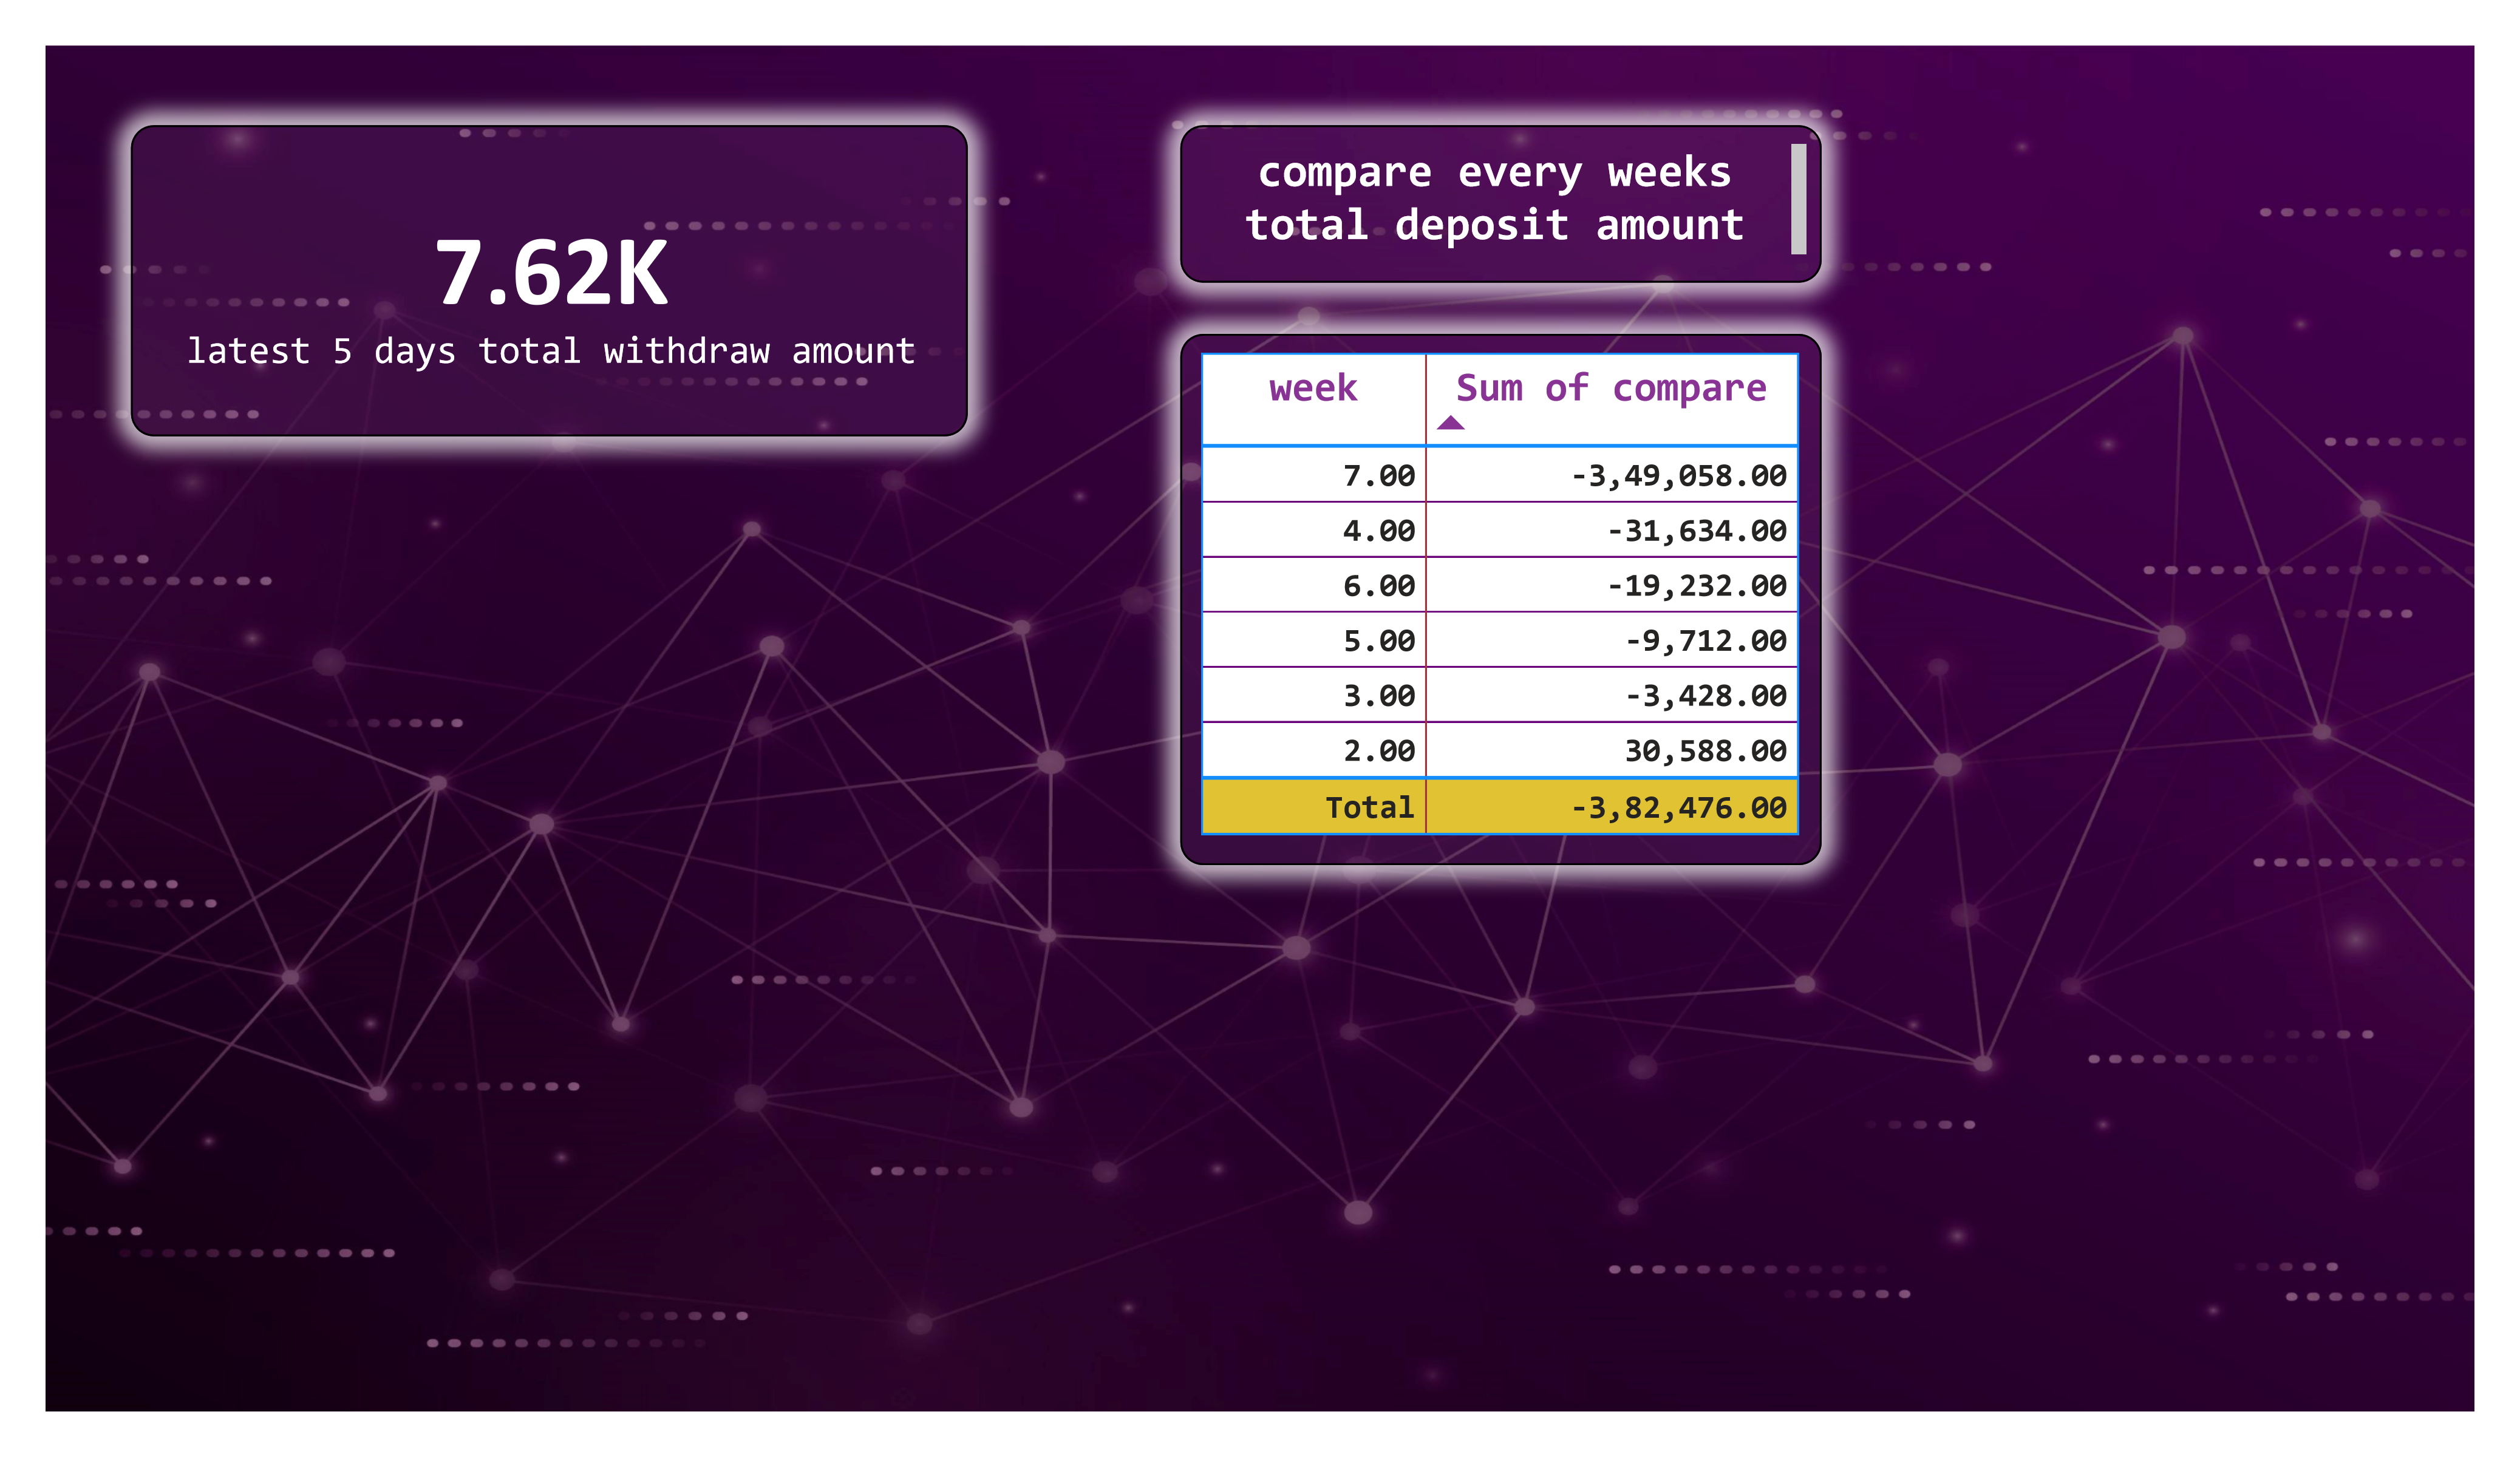 7.62K
latest 5 days total withdraw amount
compare every weeks
total deposit amount
week Sum of compare
7.00 -3,49,058.00
4.00 -31,634.00
6.00 -19,232.00
5.00 -9,712.00
3.00 -3,428.00
2.00 30,588.00
Total -3,82,476.00